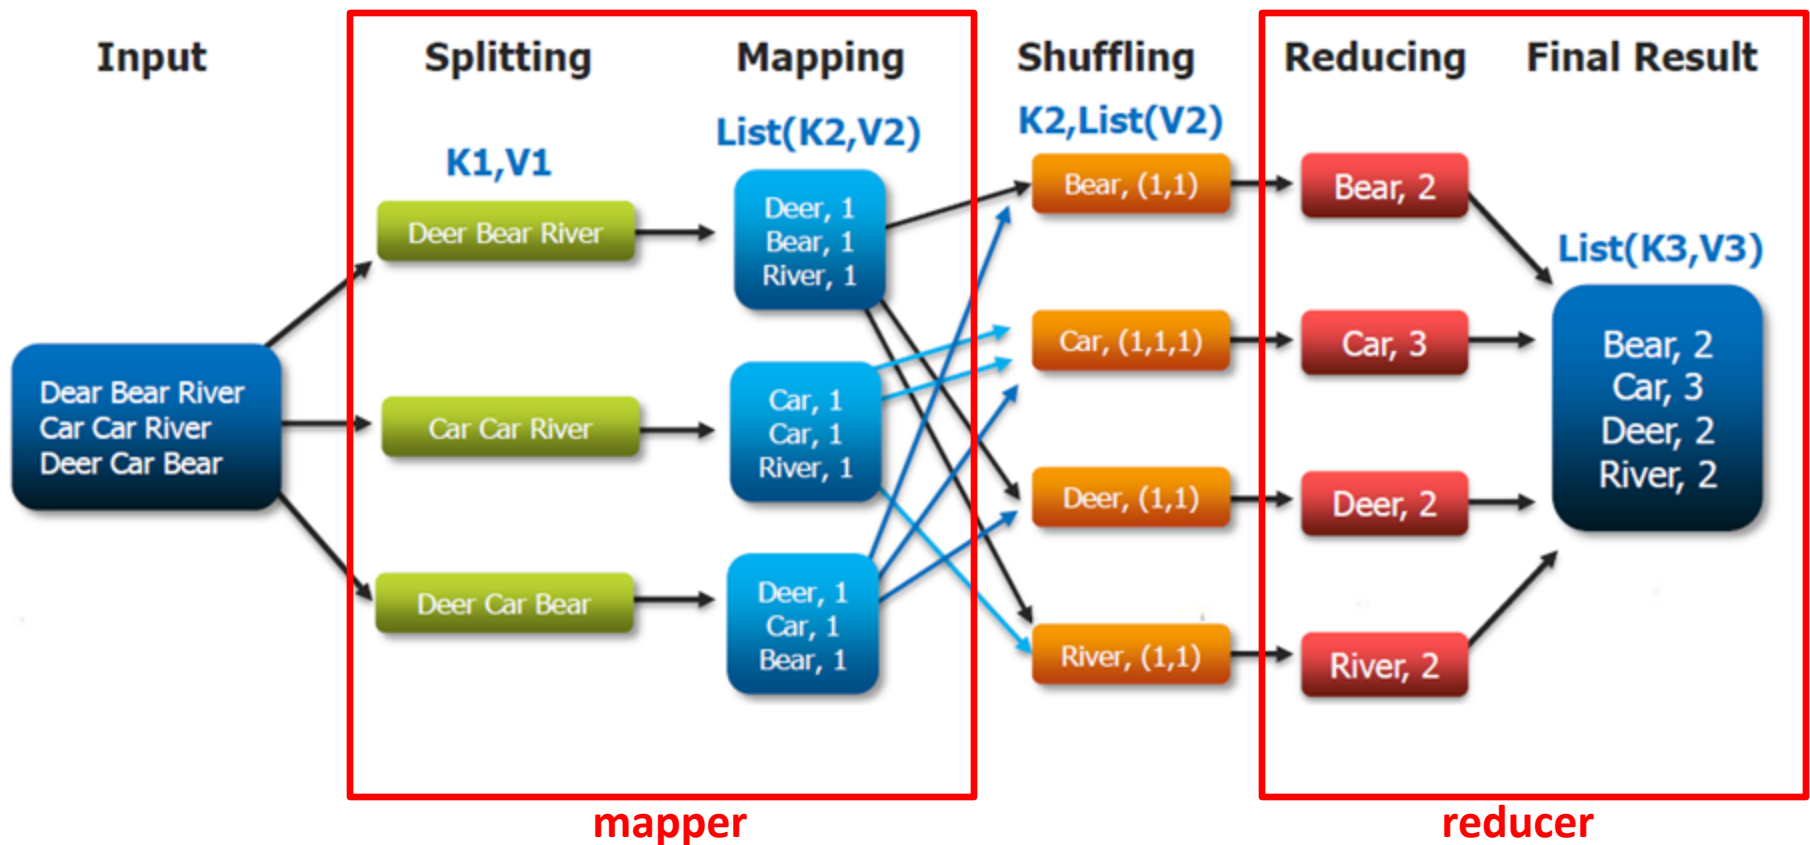 Input
Splitting
Mapping
Shuffling
Reducing
Final Result
K1,V1
List(K2,V2)
K2,List(V2)
List(K3,V3)
Dear Bear River
Car Car River
Deer Car Bear
Deer Bear River
Car Car River
Deer Car Bear
Deer, 1
Bear, 1
River, 1
Car, 1
Car, 1
River, 1
Deer, 1
Car, 1
Bear, 1
Bear, (1,1)
Car, (1,1,1)
Deer, (1,1)
River, (1,1)
Bear, 2
Car, 3
Deer, 2
River, 2
Bear, 2
Car, 3
Deer, 2
River, 2
mapper
reducer